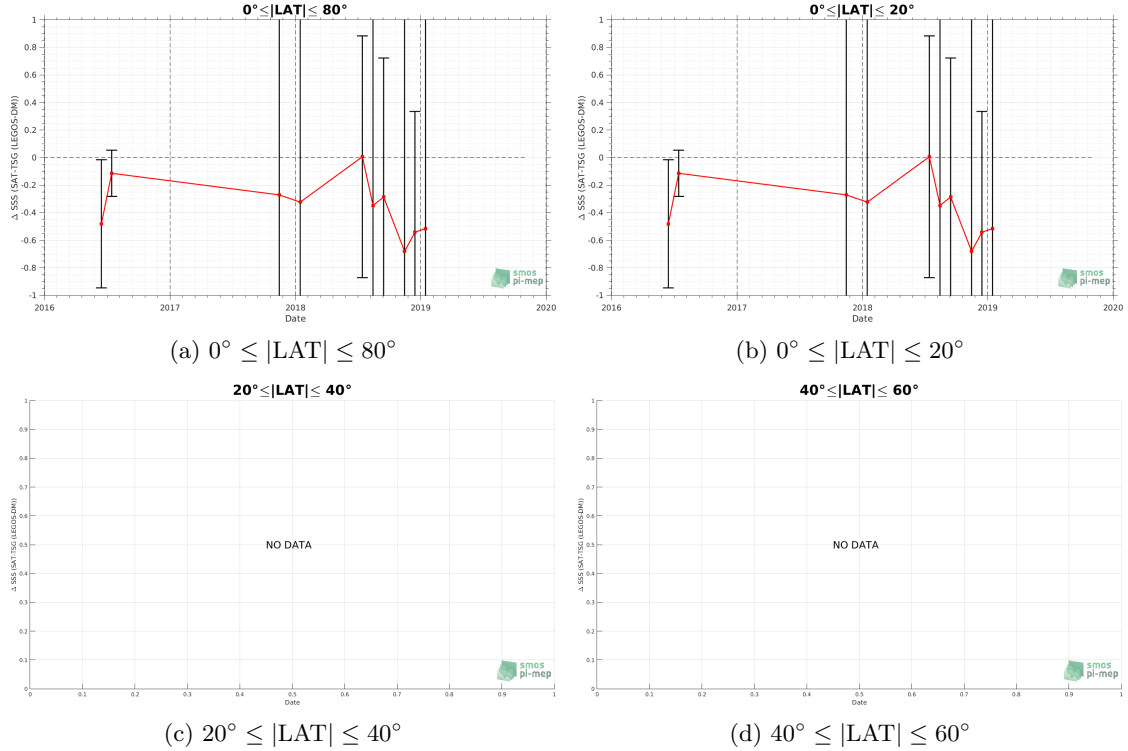 0°≤|LAT|≤ 80°
1
0.8
0.6
0.4
0.2
0
-0.2
-0.4
-0.6
-0.8
-1
Δ SSS (SAT-TSG (LEGOS-DM))
2016 2017 2018 2019 2020
Date
smos
pi-mep
(a) 0° ≤ |LAT| ≤ 80°
0°≤|LAT|≤ 20°
1
0.8
0.6
0.4
0.2
0
-0.2
-0.4
-0.6
-0.8
-1
Δ SSS (SAT-TSG (LEGOS-DM))
2016 2017 2018 2019 2020
Date
smos
pi-mep
(b) 0° ≤ |LAT| ≤ 20°
20°≤|LAT|≤ 40°
1
0.9
0.8
0.7
0.6
0.5
0.4
0.3
0.2
0.1
0
Δ SSS (SAT-TSG (LEGOS-DM))
NO DATA
0 0.1 0.2 0.3 0.4 0.5 0.6 0.7 0.8 0.9 1
Date
smos
pi-mep
(c) 20° ≤ |LAT| ≤ 40°
40°≤|LAT|≤ 60°
1
0.9
0.8
0.7
0.6
0.5
0.4
0.3
0.2
0.1
0
Δ SSS (SAT-TSG (LEGOS-DM))
NO DATA
0 0.1 0.2 0.3 0.4 0.5 0.6 0.7 0.8 0.9 1
Date
smos
pi-mep
(d) 40° ≤ |LAT| ≤ 60°